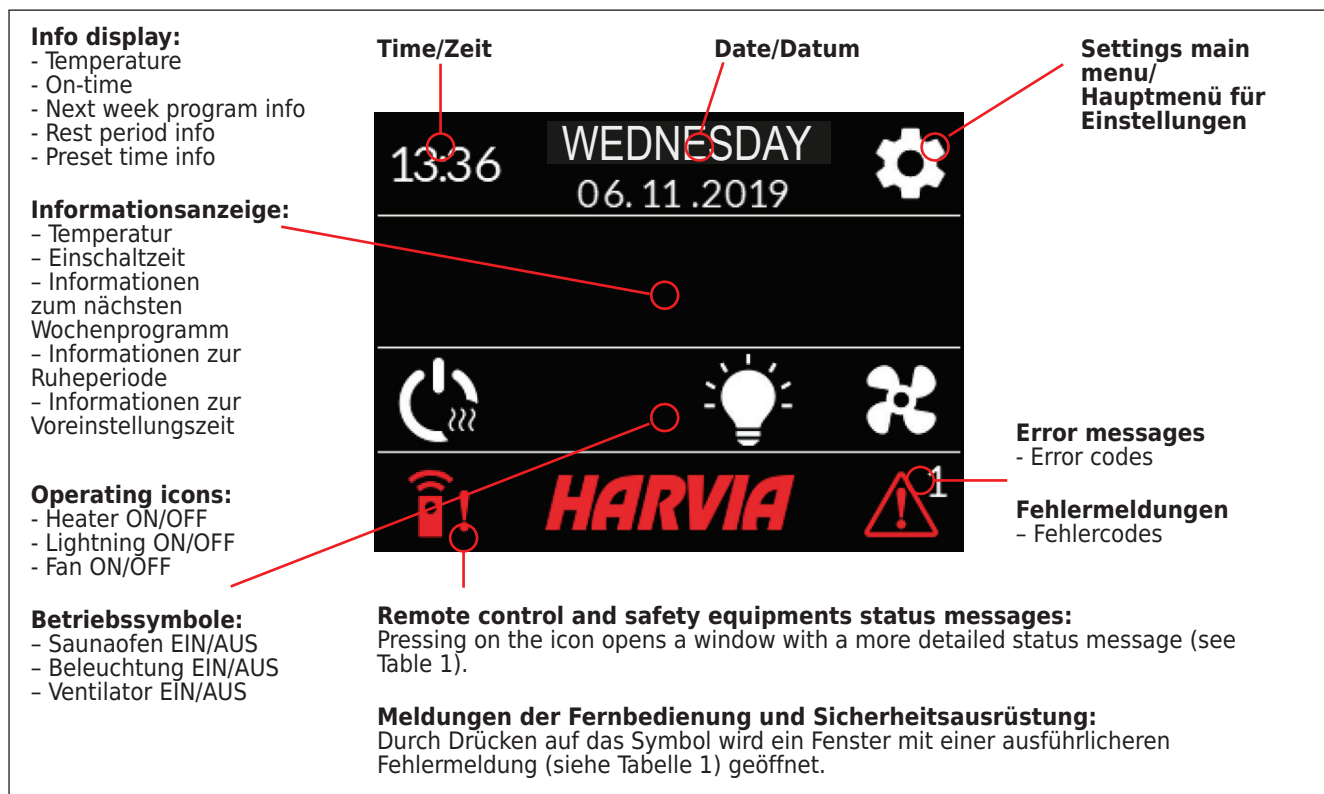 Info display:
- Temperature
- On-time
- Next week program info
- Rest period info
- Preset time info
Informationsanzeige:
– Temperatur
– Einschaltzeit
– Informationen
zum nächsten
Wochenprogramm
– Informationen zur
Ruheperiode
– Informationen zur
Voreinstellungszeit
Operating icons:
- Heater ON/OFF
- Lightning ON/OFF
- Fan ON/OFF
Betriebssymbole:
– Saunaofen EIN/AUS
– Beleuchtung EIN/AUS
– Ventilator EIN/AUS
Time/Zeit
Date/Datum
Settings main
menu/
Hauptmenü für
Einstellungen
13:36
WEDNESDAY
06. 11 .2019
HARVIA
1
Error messages
- Error codes
Fehlermeldungen
– Fehlercodes
Remote control and safety equipments status messages:
Pressing on the icon opens a window with a more detailed status message (see
Table 1).
Meldungen der Fernbedienung und Sicherheitsausrüstung:
Durch Drücken auf das Symbol wird ein Fenster mit einer ausführlicheren
Fehlermeldung (siehe Tabelle 1) geöffnet.